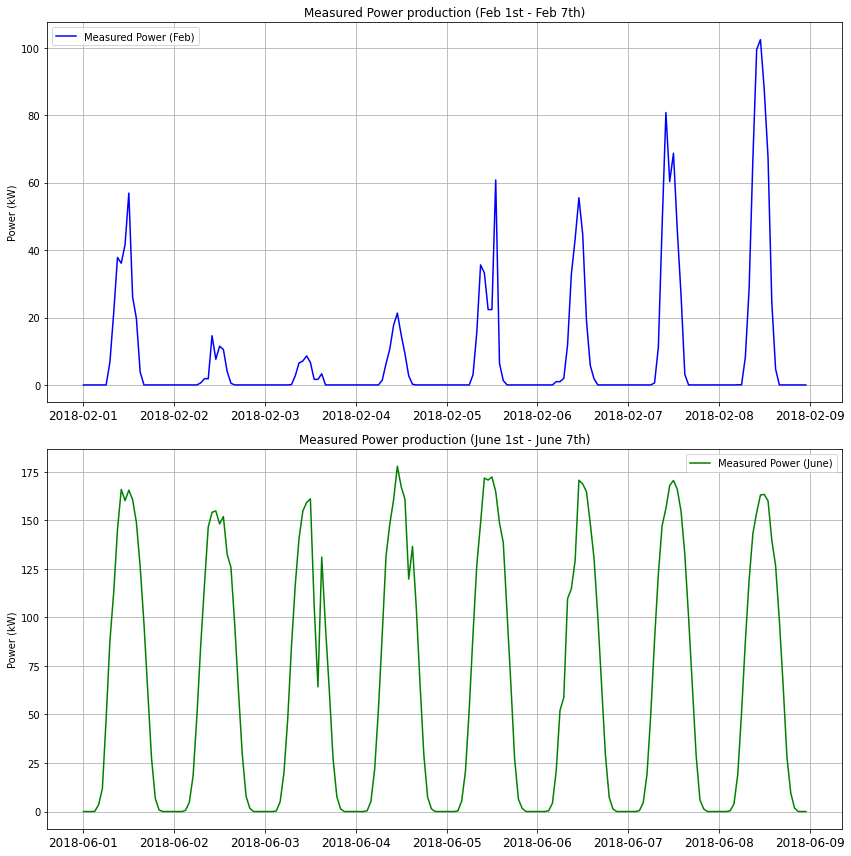 Measured Power production (Feb 1st - Feb 7th)
Measured Power (Feb)
Power (kW)
100
80
60
40
20
0
2018-02-01 2018-02-02 2018-02-03 2018-02-04 2018-02-05 2018-02-06 2018-02-07 2018-02-08 2018-02-09
Measured Power production (June 1st - June 7th)
Measured Power (June)
Power (kW)
175
150
125
100
75
50
25
0
2018-06-01 2018-06-02 2018-06-03 2018-06-04 2018-06-05 2018-06-06 2018-06-07 2018-06-08 2018-06-09